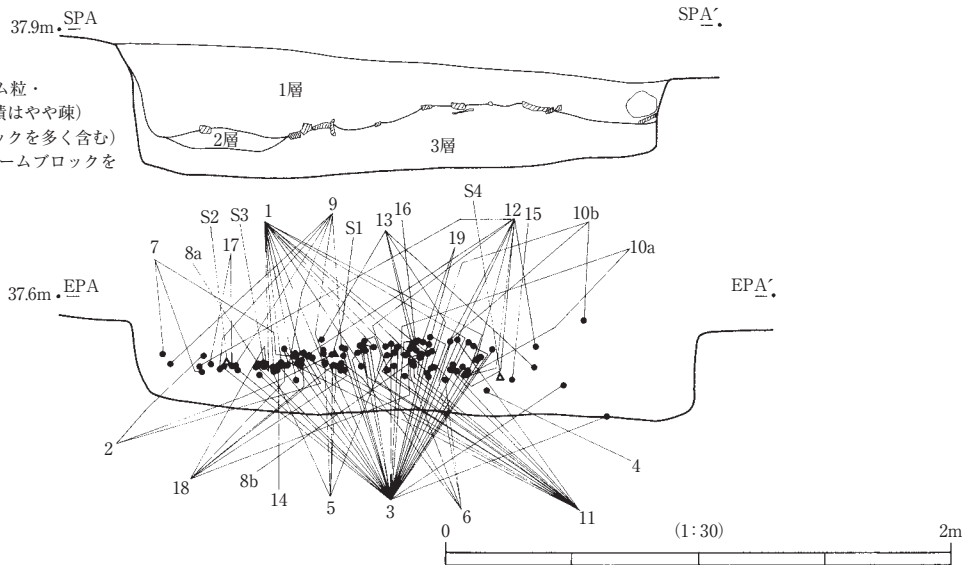 37.9m SPA SPA´
ム粒・
積はやや疎)
ックを多く含む)
ームブロックを
1層
2層
3層
S4
S2 S3 1 9 S1 13 16 19 12 15 10b
7 8a 17 10a
37.6m EPA EPA´
2
18 8b 14 5 3 6 11 4
0 (1:30) 2m